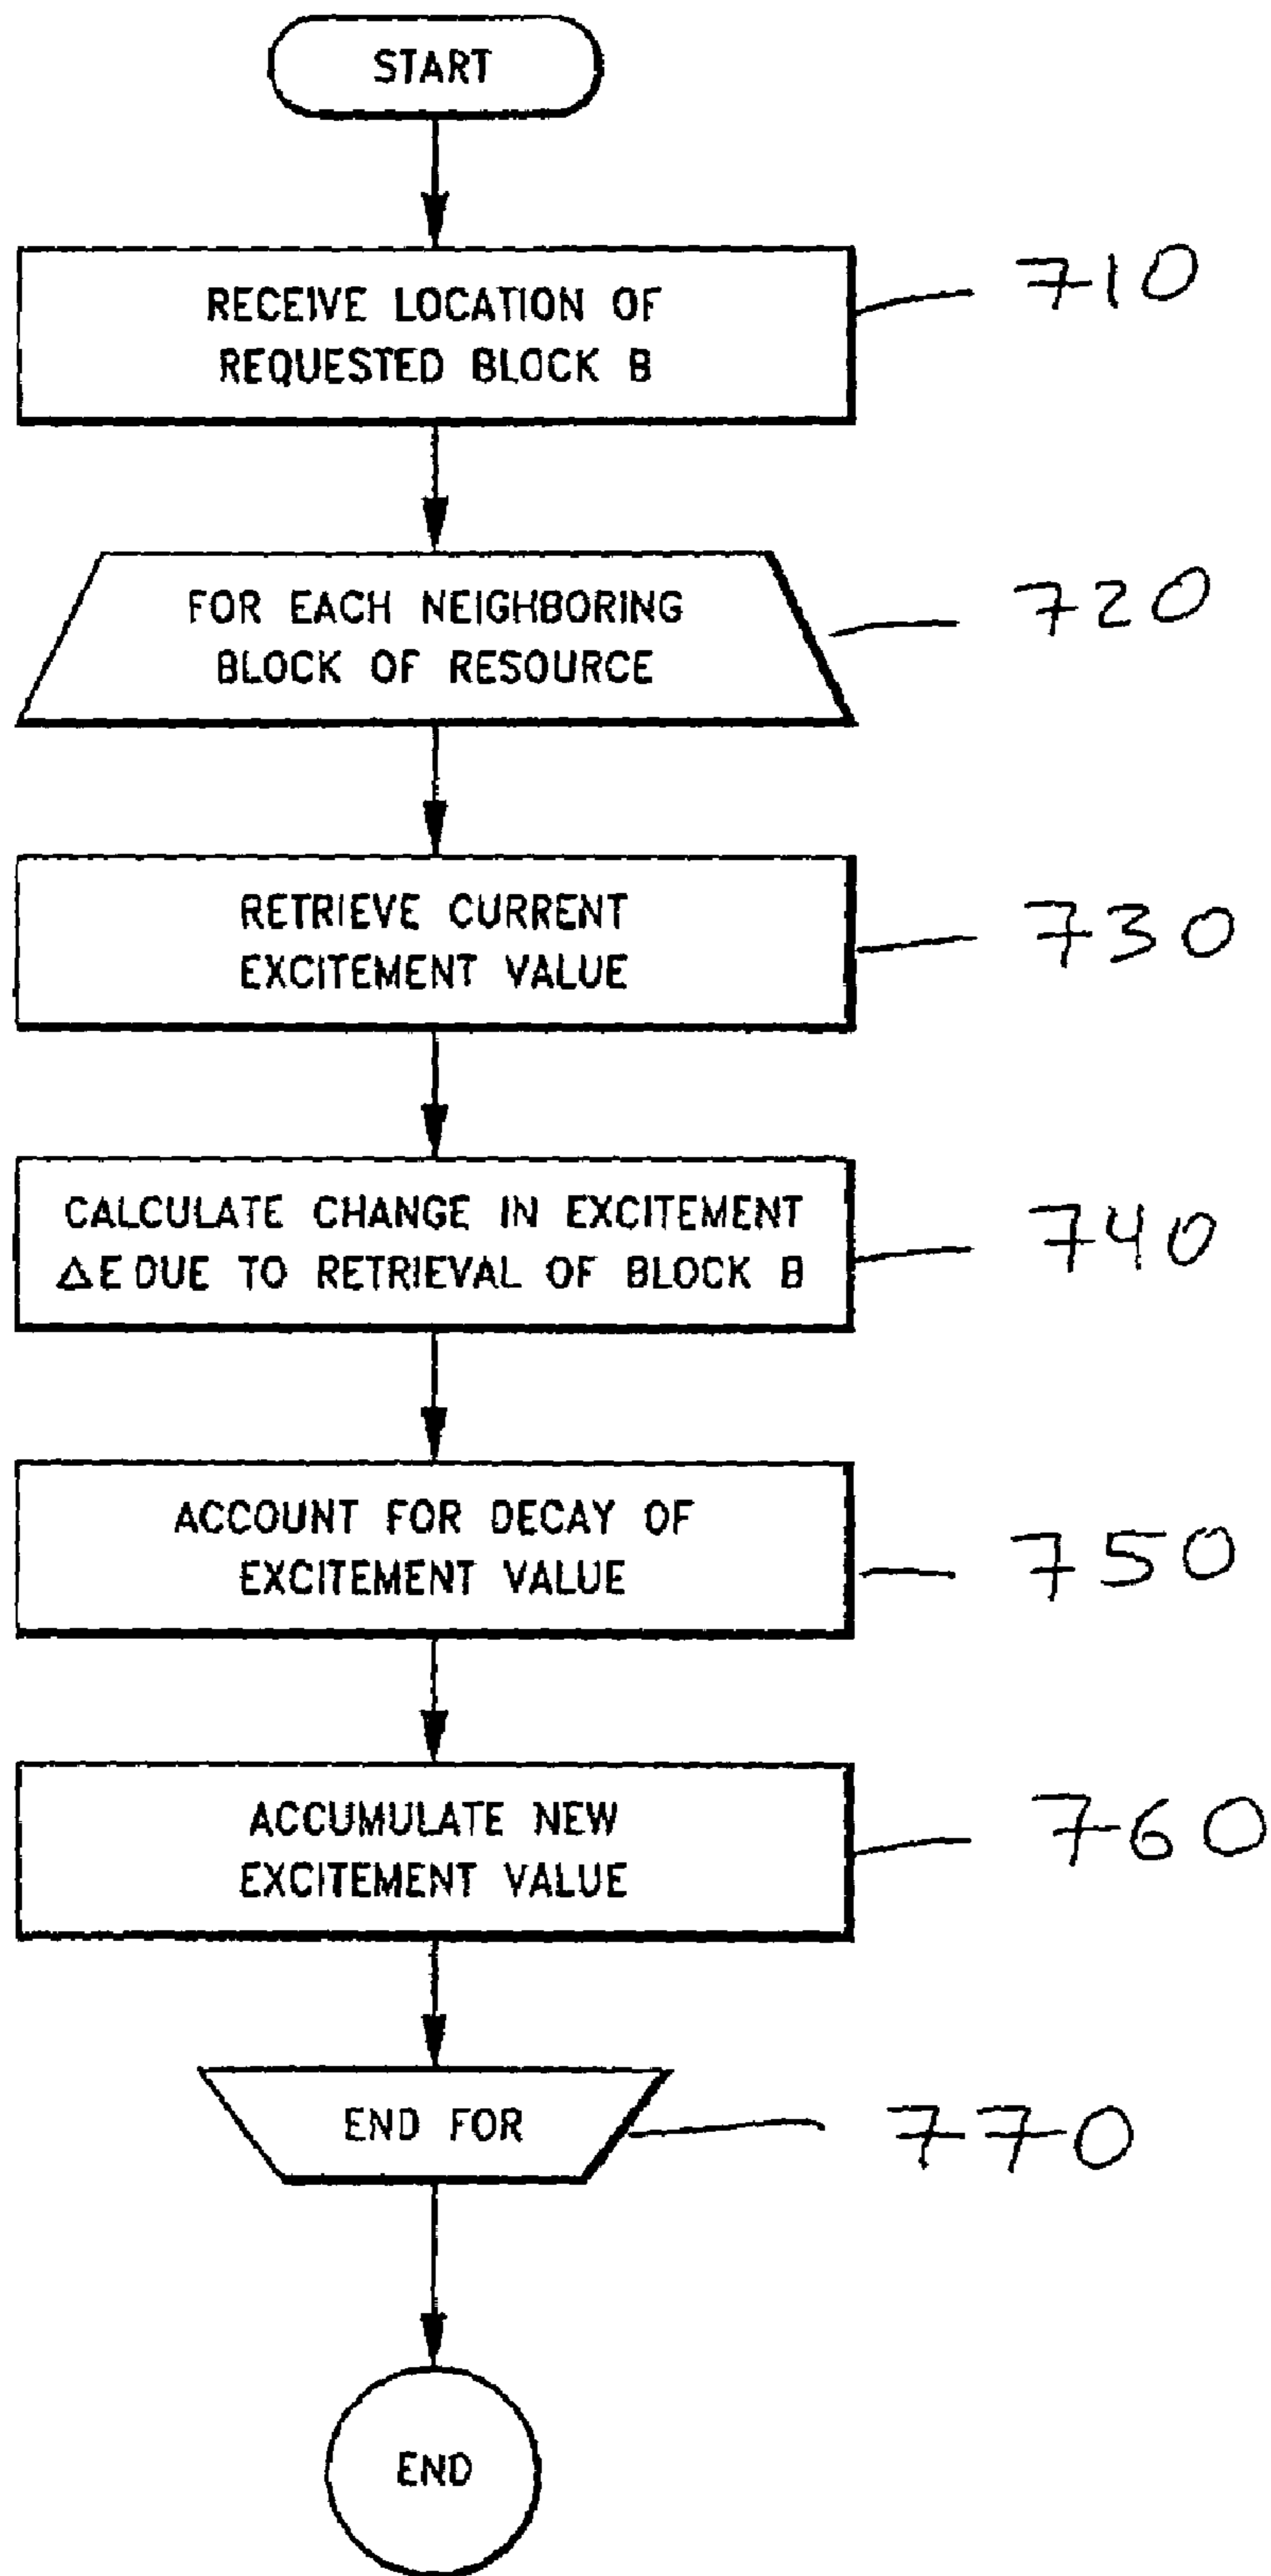 START
RECEIVE LOCATION OF
REQUESTED BLOCK B
710
FOR EACH NEIGHBORING
BLOCK OF RESOURCE
720
RETRIEVE CURRENT
EXCITEMENT VALUE
730
CALCULATE CHANGE IN EXCITEMENT
ΔE DUE TO RETRIEVAL OF BLOCK B
740
ACCOUNT FOR DECAY OF
EXCITEMENT VALUE
750
ACCUMULATE NEW
EXCITEMENT VALUE
760
END FOR
770
END